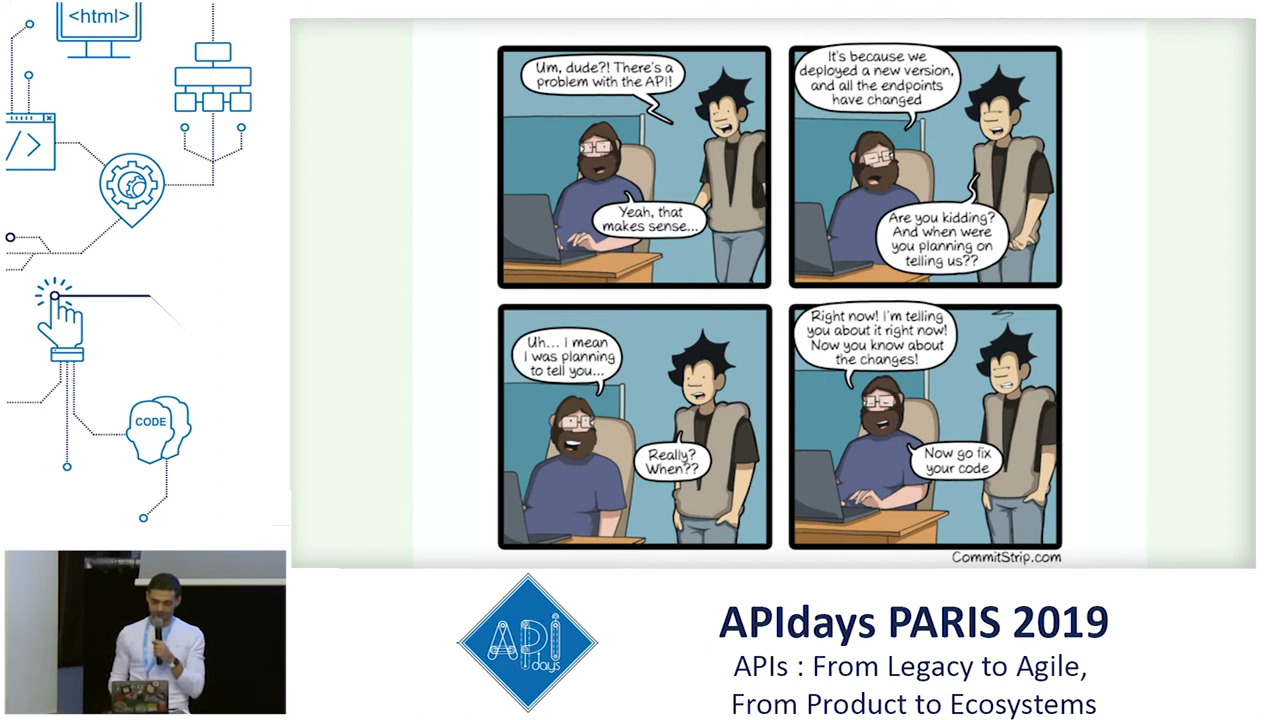 <html>
</>
CODE
Um, dude?! There's a
problem with the API!
Yeah, that
makes sense...
It's because we
deployed a new version,
and all the endpoints
have changed
Are you kidding?
And when were
you planning on
telling us??
Uh... I mean
I was planning
to tell you...
Really?
When??
Right now! I'm telling
you about it right now!
Now you know about
the changes!
Now go fix
your code
CommitStrip.com
API
days
APIdays PARIS 2019
APIs : From Legacy to Agile,
From Product to Ecosystems